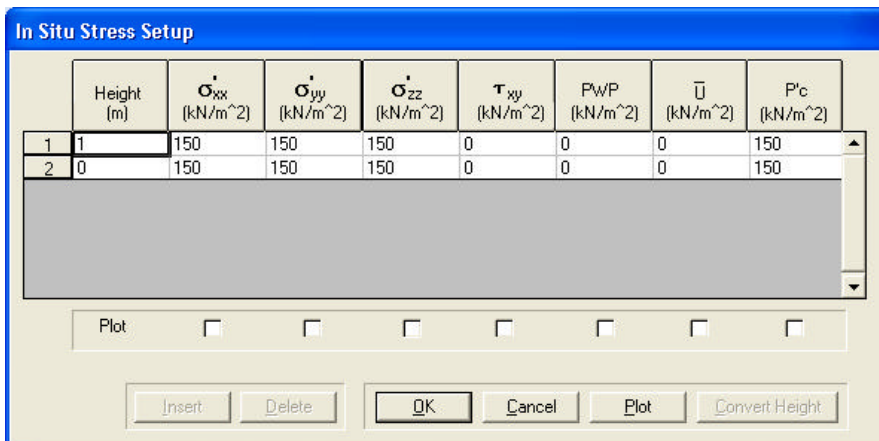 In Situ Stress Setup
Height (m) σ'xx (kN/m^2) σ'yy (kN/m^2) σ'zz (kN/m^2) τxy (kN/m^2) PWP (kN/m^2) Ū (kN/m^2) P'c (kN/m^2)
1 1 150 150 150 0 0 0 150
2 0 150 150 150 0 0 0 150
Plot
Insert Delete OK Cancel Plot Convert Height